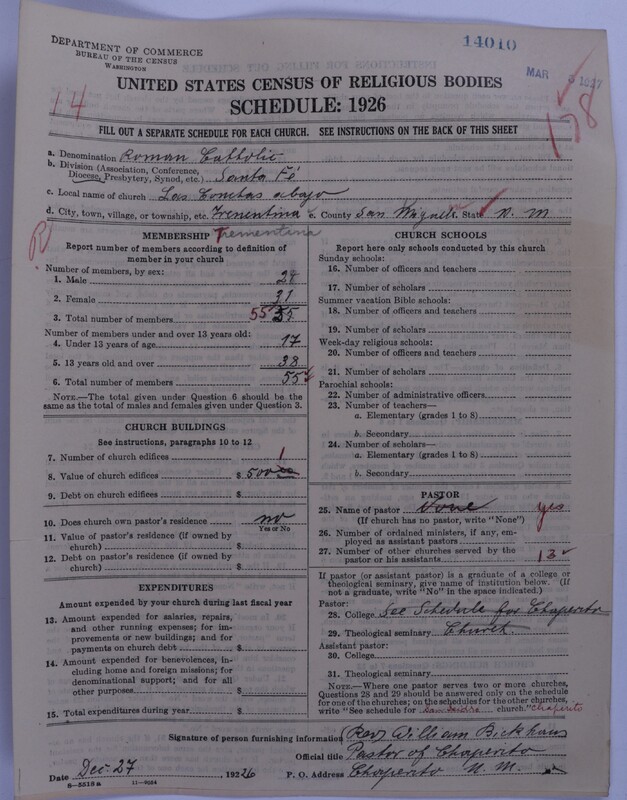 14010
DEPARTMENT OF COMMERCE
BUREAU OF THE CENSUS
WASHINGTON
MAR 3 1927
UNITED STATES CENSUS OF RELIGIOUS BODIES
SCHEDULE: 1926
14
178
FILL OUT A SEPARATE SCHEDULE FOR EACH CHURCH. SEE INSTRUCTIONS ON THE BACK OF THIS SHEET
a. Denomination Roman Catholic
b. Division (Association, Conference,
Diocese, Presbytery, Synod, etc.) Santa Fé
c. Local name of church Las Conchas abajo
d. City, town, village, or township, etc. Trementina e. County San Miguel State N. M
MEMBERSHIP Trementina
Report number of members according to definition of
member in your church
Number of members, by sex:
1. Male 24
2. Female 31
3. Total number of members 55 55
Number of members under and over 13 years old:
4. Under 13 years of age 17
5. 13 years old and over 38
6. Total number of members 55
NOTE.—The total given under Question 6 should be
same as the total of males and females given under Question 3.
CHURCH BUILDINGS
See instructions, paragraphs 10 to 12
7. Number of church edifices 1
8. Value of church edifices $ 500.00
9. Debt on church edifices $
10. Does church own pastor's residence no
Yes or No
11. Value of pastor's residence (if owned by
church) $
12. Debt on pastor's residence (if owned by
church) $
EXPENDITURES
Amount expended by your church during last fiscal year
13. Amount expended for salaries, repairs,
and other running expenses; for im-
provements or new buildings; and for
payments on church debt $
14. Amount expended for benevolences, in-
cluding home and foreign missions; for
denominational support; and for all
other purposes $
15. Total expenditures during year $
CHURCH SCHOOLS
Report here only schools conducted by this church
Sunday schools:
16. Number of officers and teachers
17. Number of scholars
Summer vacation Bible schools:
18. Number of officers and teachers
19. Number of scholars
Week-day religious schools:
20. Number of officers and teachers
21. Number of scholars
Parochial schools:
22. Number of administrative officers
23. Number of teachers—
a. Elementary (grades 1 to 8)
b. Secondary
24. Number of scholars—
a. Elementary (grades 1 to 8)
b. Secondary
PASTOR
25. Name of pastor None yes
(If church has no pastor, write "None")
26. Number of ordained ministers, if any, em-
ployed as assistant pastors
27. Number of other churches served by the
pastor or his assistants 13
If pastor (or assistant pastor) is a graduate of a college or
theological seminary, give name of institution below. (If
not a graduate, write "No" in the space indicated.)
Pastor:
28. College See Schedule for Chaperito
29. Theological seminary Church.
Assistant pastor:
30. College
31. Theological seminary
NOTE.—Where one pastor serves two or more churches,
Questions 28 and 29 should be answered only on the schedule
for one of the churches; on the schedules for the other churches,
write "See schedule for church." Chaperito
Signature of person furnishing information Rev William Bickhaus
Official title Pastor of Chaperito
Date Dec-27 1926 P. O. Address Chaperito N. M.
8-5518a 11-9084